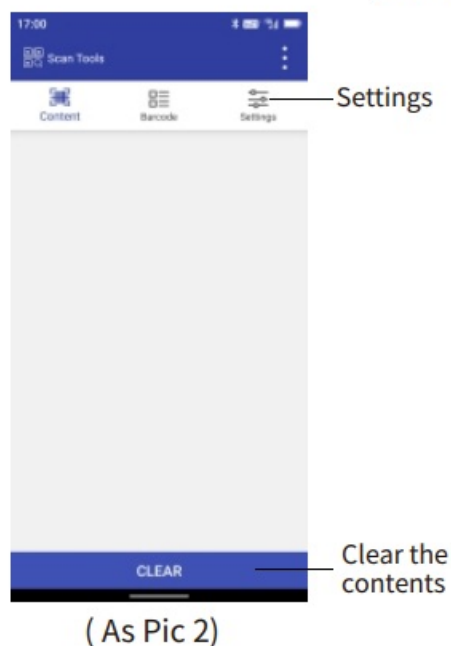 17:00
Scan Tools
Content Barcode Settings
Settings
CLEAR
Clear the
contents
( As Pic 2)